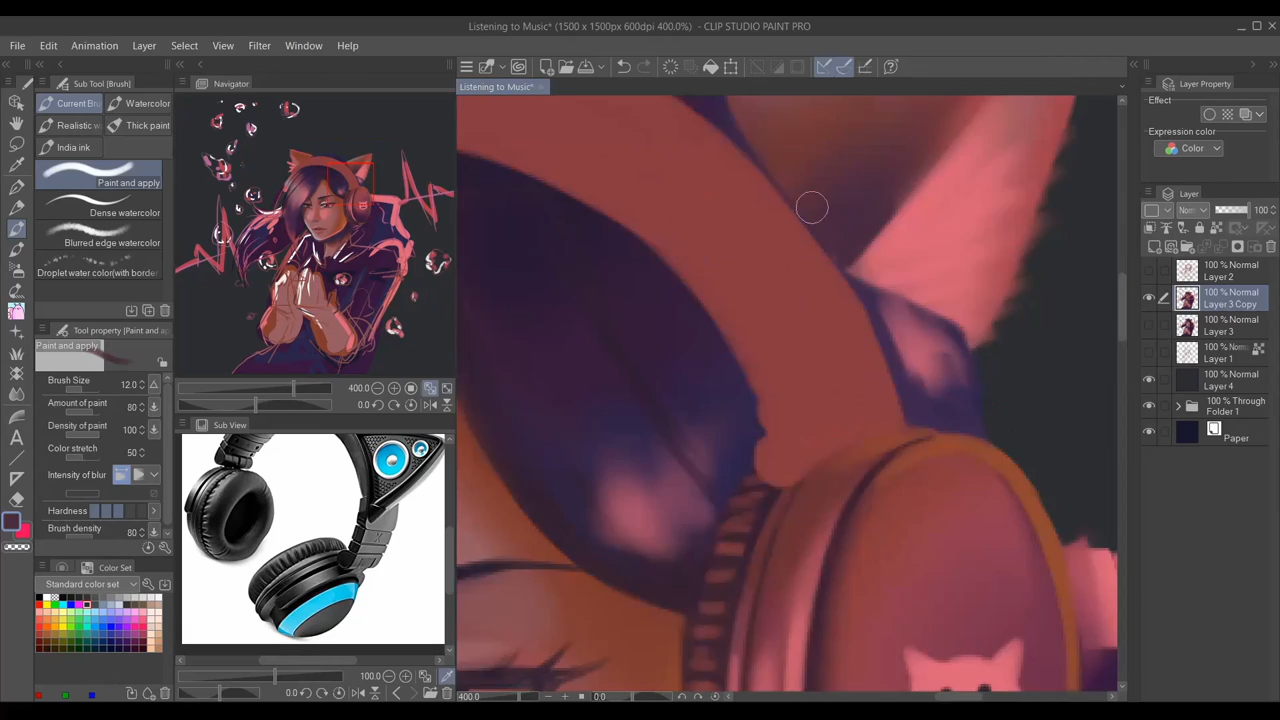 Listening to Music* (1500 x 1500px 600dpi 400.0%) - CLIP STUDIO PAINT PRO
File Edit Animation Layer Select View Filter Window Help
Sub Tool [Brush]
Navigator
Listening to Music*
Layer Property
Current Bru
Watercolor
Realistic w
Thick paint
India ink
Paint and apply
Dense watercolor
Blurred edge watercolor
Droplet water color(with border
Effect
Expression color
Color
Layer
Norm
100
100 % Normal
Layer 2
100 % Normal
Layer 3 Copy
100 % Normal
Layer 3
100 % Norm
Layer 1
100 % Normal
Layer 4
100 % Through
Folder 1
Paper
Tool property [Paint and apply]
Paint and apply
Brush Size 12.0
Amount of paint 80
Density of paint 100
Color stretch 50
Intensity of blur
Hardness
Brush density 80
400.0
0.0
Sub View
Color Set
Standard color set
100.0
0.0
400.0
0.0